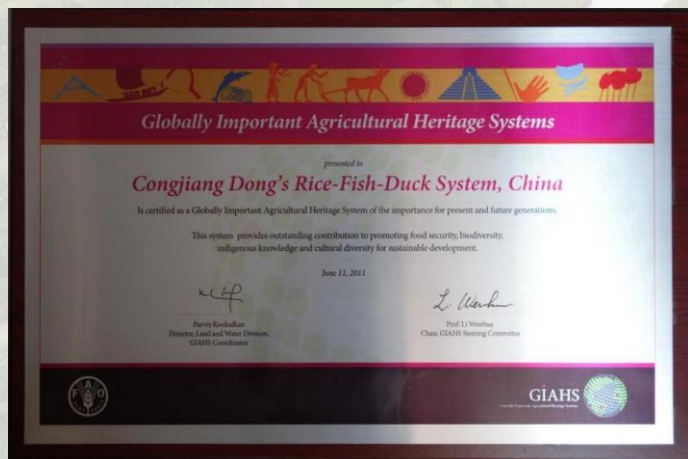 Globally Important Agricultural Heritage Systems
presented to
Congjiang Dong's Rice-Fish-Duck System, China
Is certified as a Globally Important Agricultural Heritage System of the importance for present and future generations.
This system provides outstanding contribution to promoting food security, biodiversity,
indigenous knowledge and cultural diversity for sustainable development.
June 11, 2011
Parviz Koohafkan
Director, Land and Water Division,
GIAHS Coordinator
Prof. Li Wenhua
Chair, GIAHS Steering Committee
FAO
GIAHS